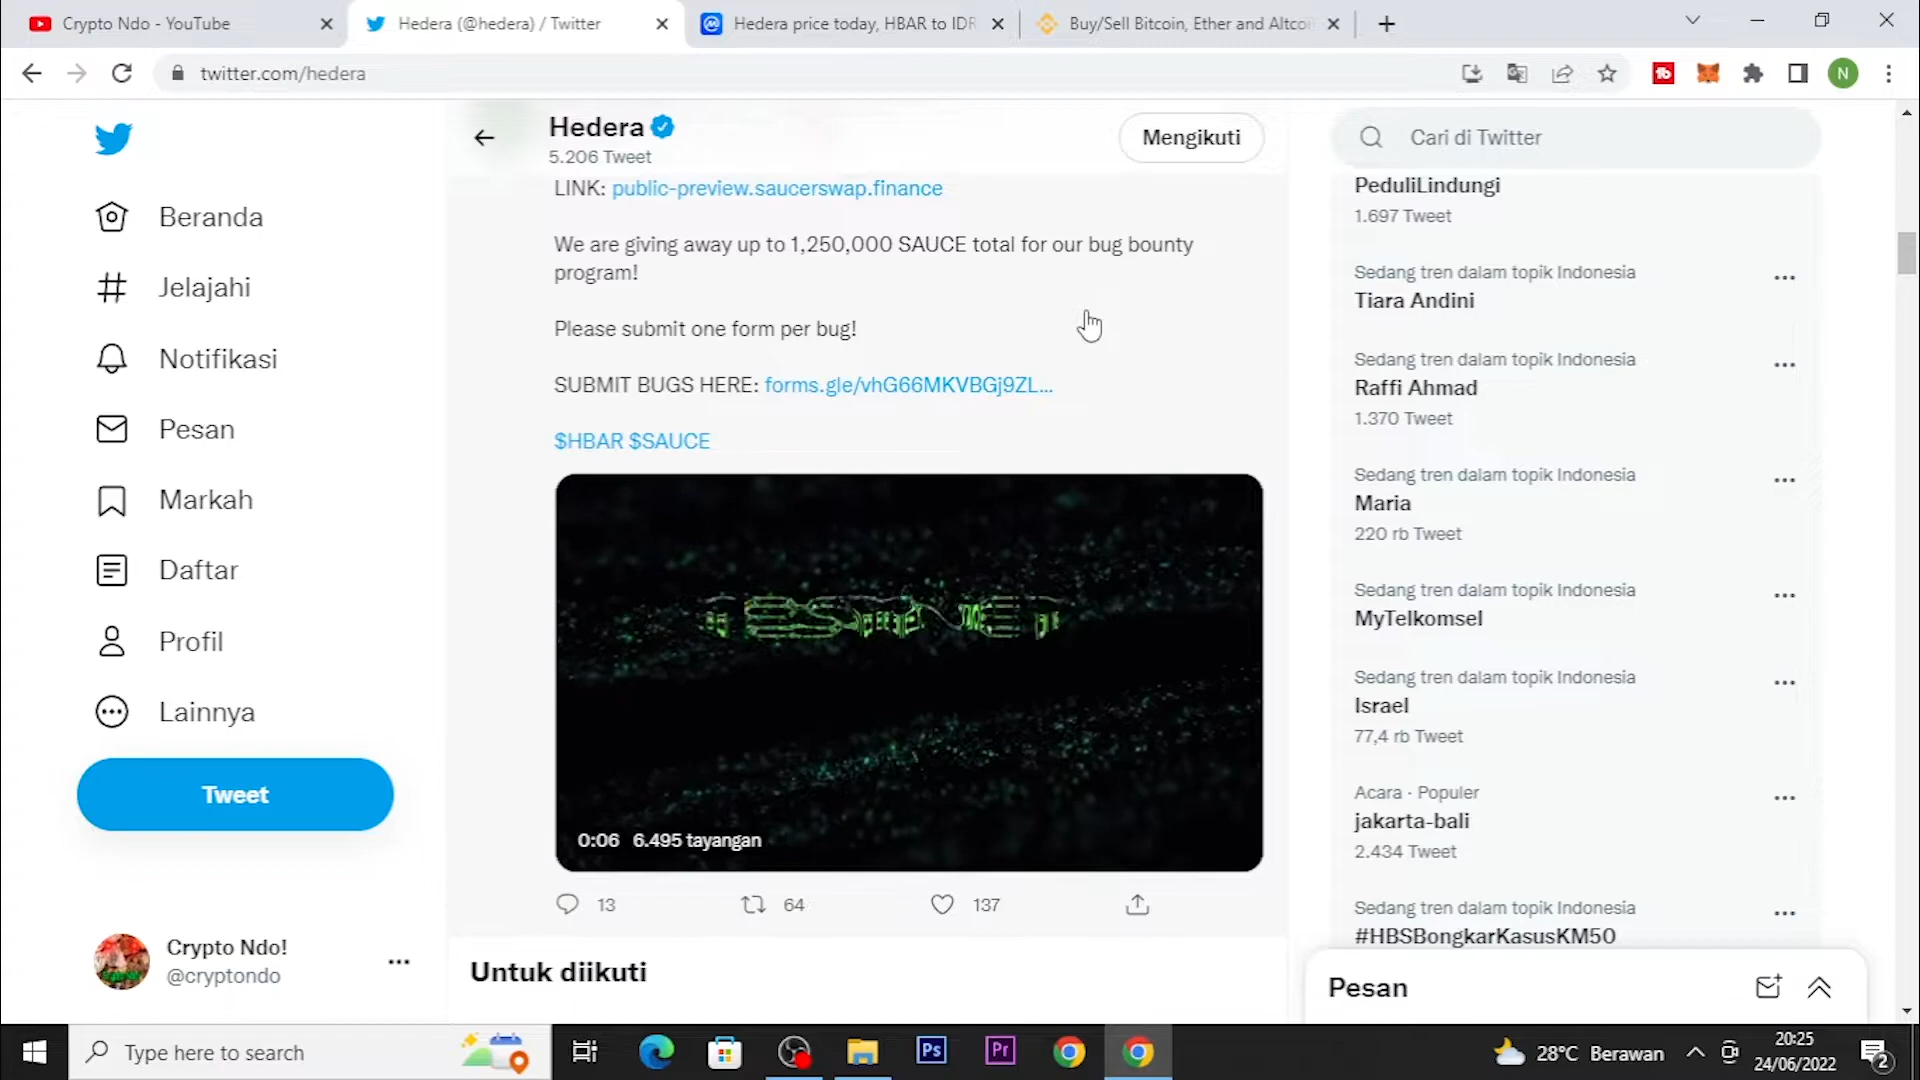 Crypto Ndo - YouTube
Hedera (@hedera) / Twitter
Hedera price today, HBAR to IDR
Buy/Sell Bitcoin, Ether and Altcoi
twitter.com/hedera
N
Hedera
5.206 Tweet
Mengikuti
Cari di Twitter
Beranda
Jelajahi
Notifikasi
Pesan
Markah
Daftar
Profil
Lainnya
Tweet
Crypto Ndo!
@cryptondo
LINK: public-preview.saucerswap.finance
We are giving away up to 1,250,000 SAUCE total for our bug bounty
program!
Please submit one form per bug!
SUBMIT BUGS HERE: forms.gle/vhG66MKVBGj9ZL...
$HBAR $SAUCE
0:06 6.495 tayangan
13
64
137
Untuk diikuti
PeduliLindungi
1.697 Tweet
Sedang tren dalam topik Indonesia
Tiara Andini
Sedang tren dalam topik Indonesia
Raffi Ahmad
1.370 Tweet
Sedang tren dalam topik Indonesia
Maria
220 rb Tweet
Sedang tren dalam topik Indonesia
MyTelkomsel
Sedang tren dalam topik Indonesia
Israel
77,4 rb Tweet
Acara · Populer
jakarta-bali
2.434 Tweet
Sedang tren dalam topik Indonesia
#HBSBongkarKasusKM50
Pesan
Type here to search
Ps
Pr
28°C Berawan
20:25
24/06/2022
2